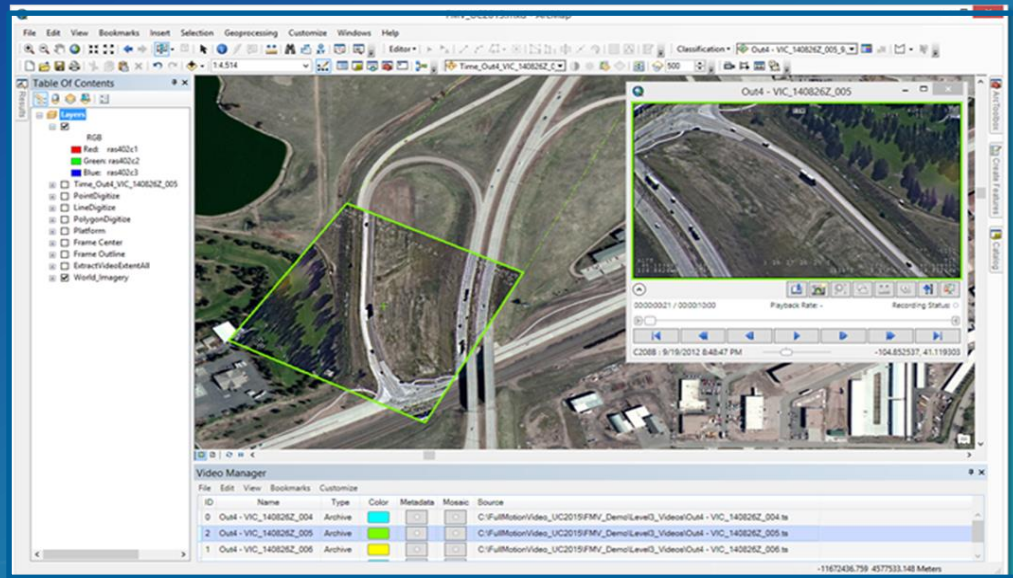 File Edit View Bookmarks Insert Selection Geoprocessing Customize Windows Help
Editor
Classification Out4 - VIC_140826Z_005_9
1:4,514
Time_Out4_VIC_140826Z_C
500
Table Of Contents
Results
Layers
RGB
Red: ras402c1
Green: ras402c2
Blue: ras402c3
Time_Out4_VIC_140826Z_005
PointDigitize
LineDigitize
PolygonDigitize
Platform
Frame Center
Frame Outline
ExtractVideoExtentAll
World_Imagery
Out4 - VIC_140826Z_005
00:00:00:21 / 00:00:10:00 Playback Rate: - Recording Status:
C208B : 9/19/2012 8:48:47 PM -104.852537, 41.119303
ArcToolbox
Create Features
Catalog
Video Manager
File Edit View Bookmarks Customize
ID Name Type Color Metadata Mosaic Source
0 Out4 - VIC_140826Z_004 Archive C:\FullMotionVideo_UC2015\FMV_Demo\Level3_Videos\Out4 - VIC_140826Z_004.ts
2 Out4 - VIC_140826Z_005 Archive C:\FullMotionVideo_UC2015\FMV_Demo\Level3_Videos\Out4 - VIC_140826Z_005.ts
1 Out4 - VIC_140826Z_006 Archive C:\FullMotionVideo_UC2015\FMV_Demo\Level3_Videos\Out4 - VIC_140826Z_006.ts
-11672436.759 4577533.148 Meters